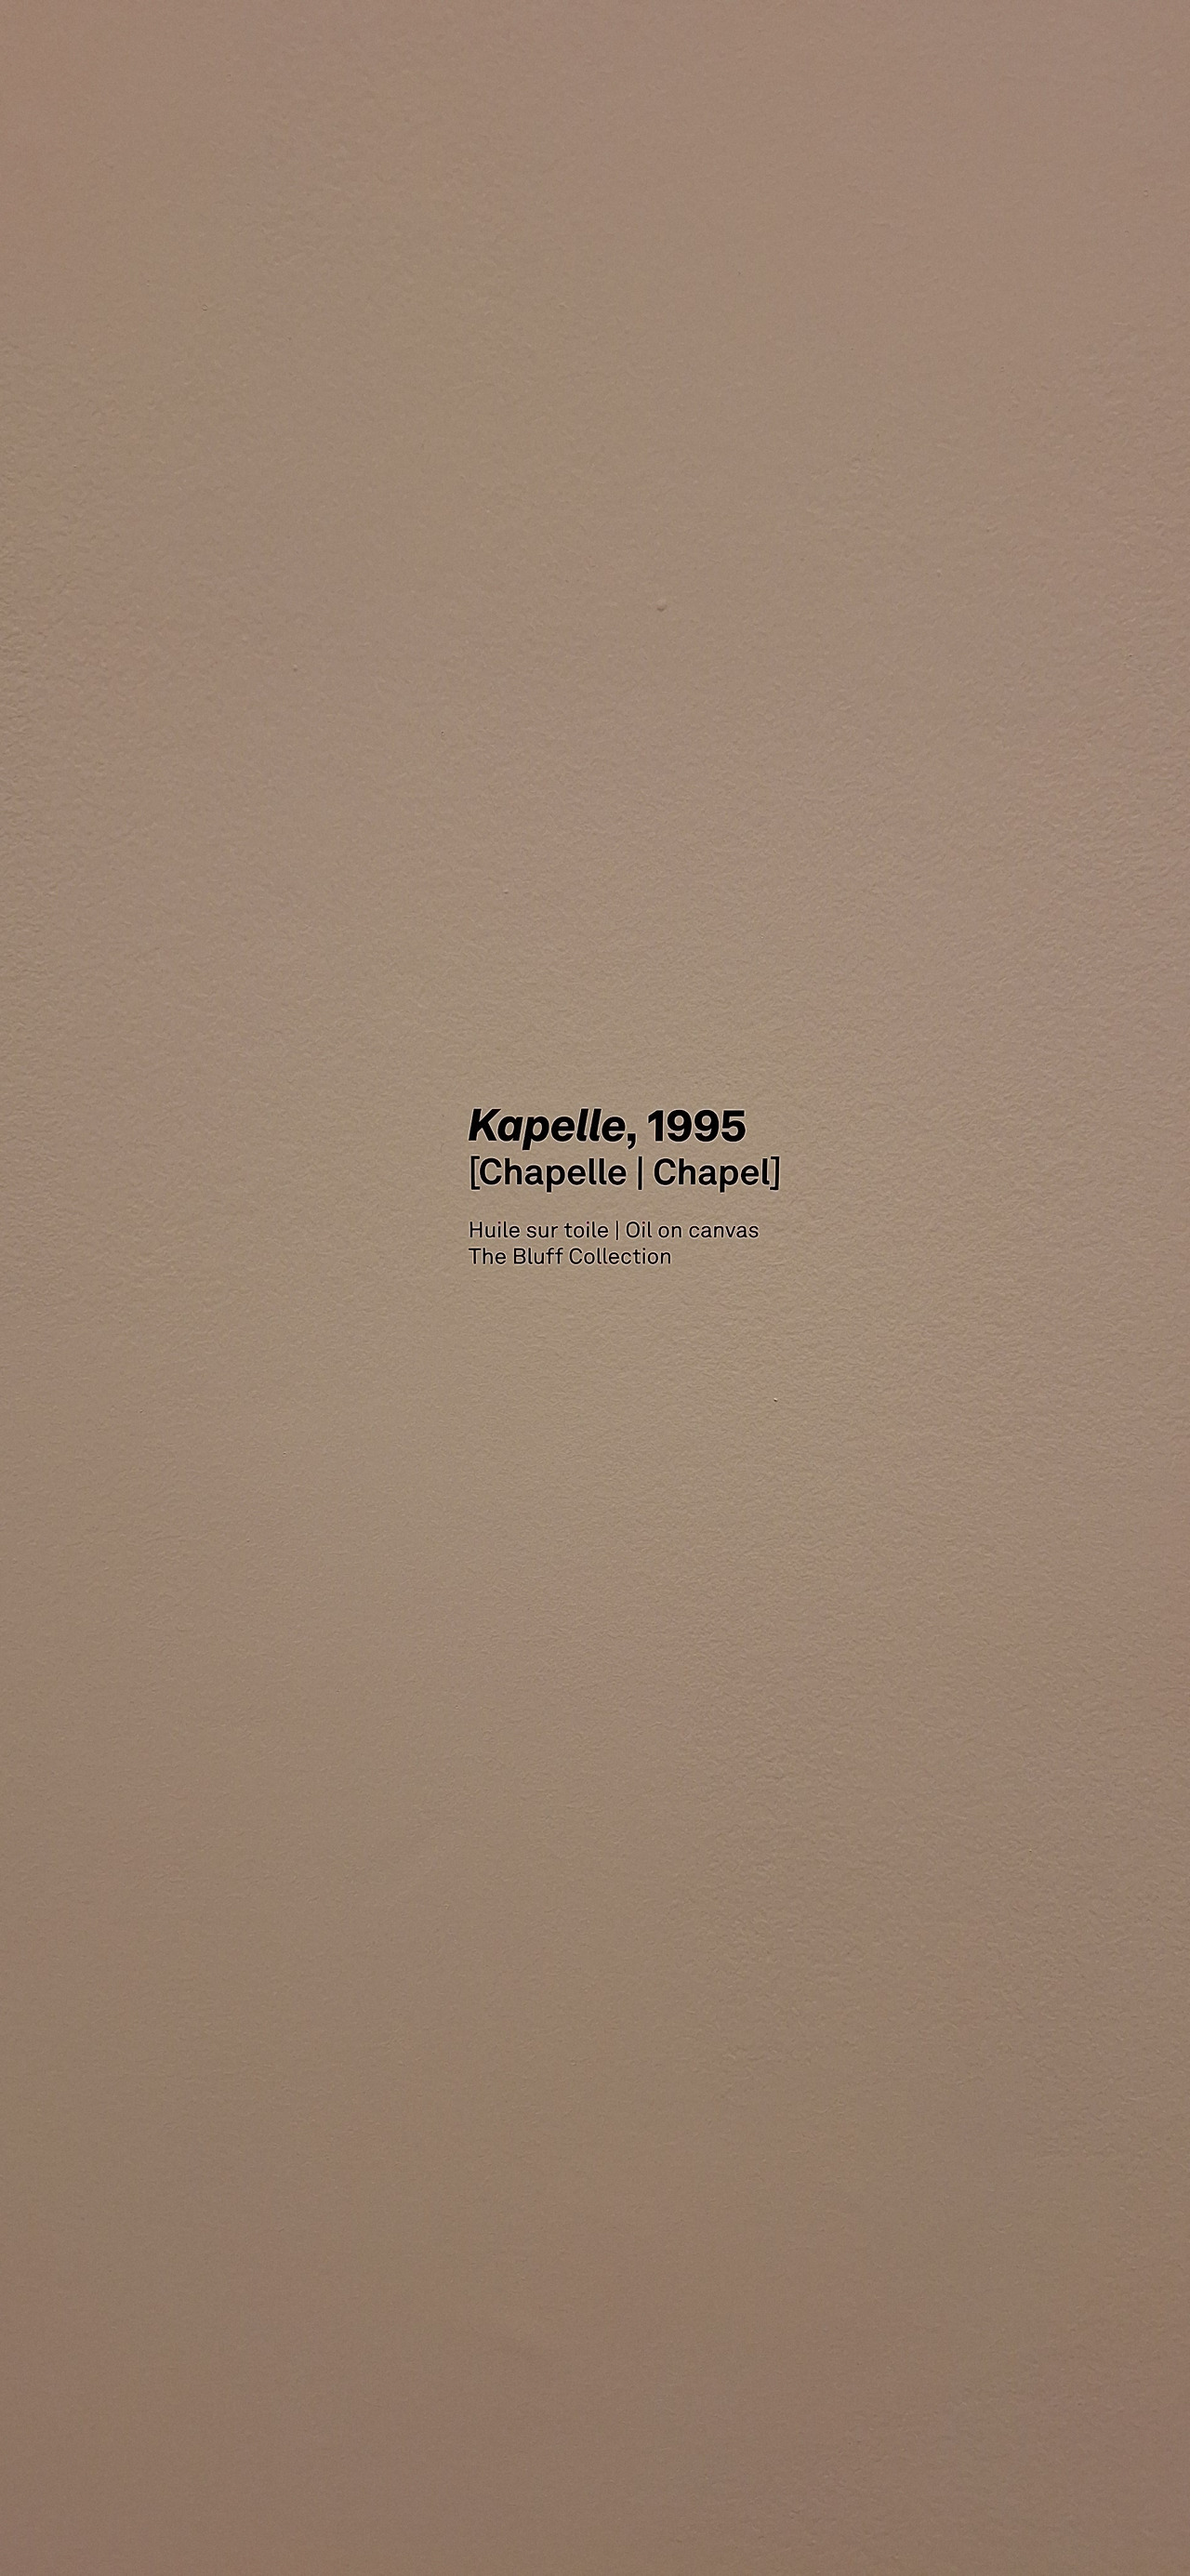 Kapelle, 1995
[Chapelle | Chapel]
Huile sur toile | Oil on canvas
The Bluff Collection